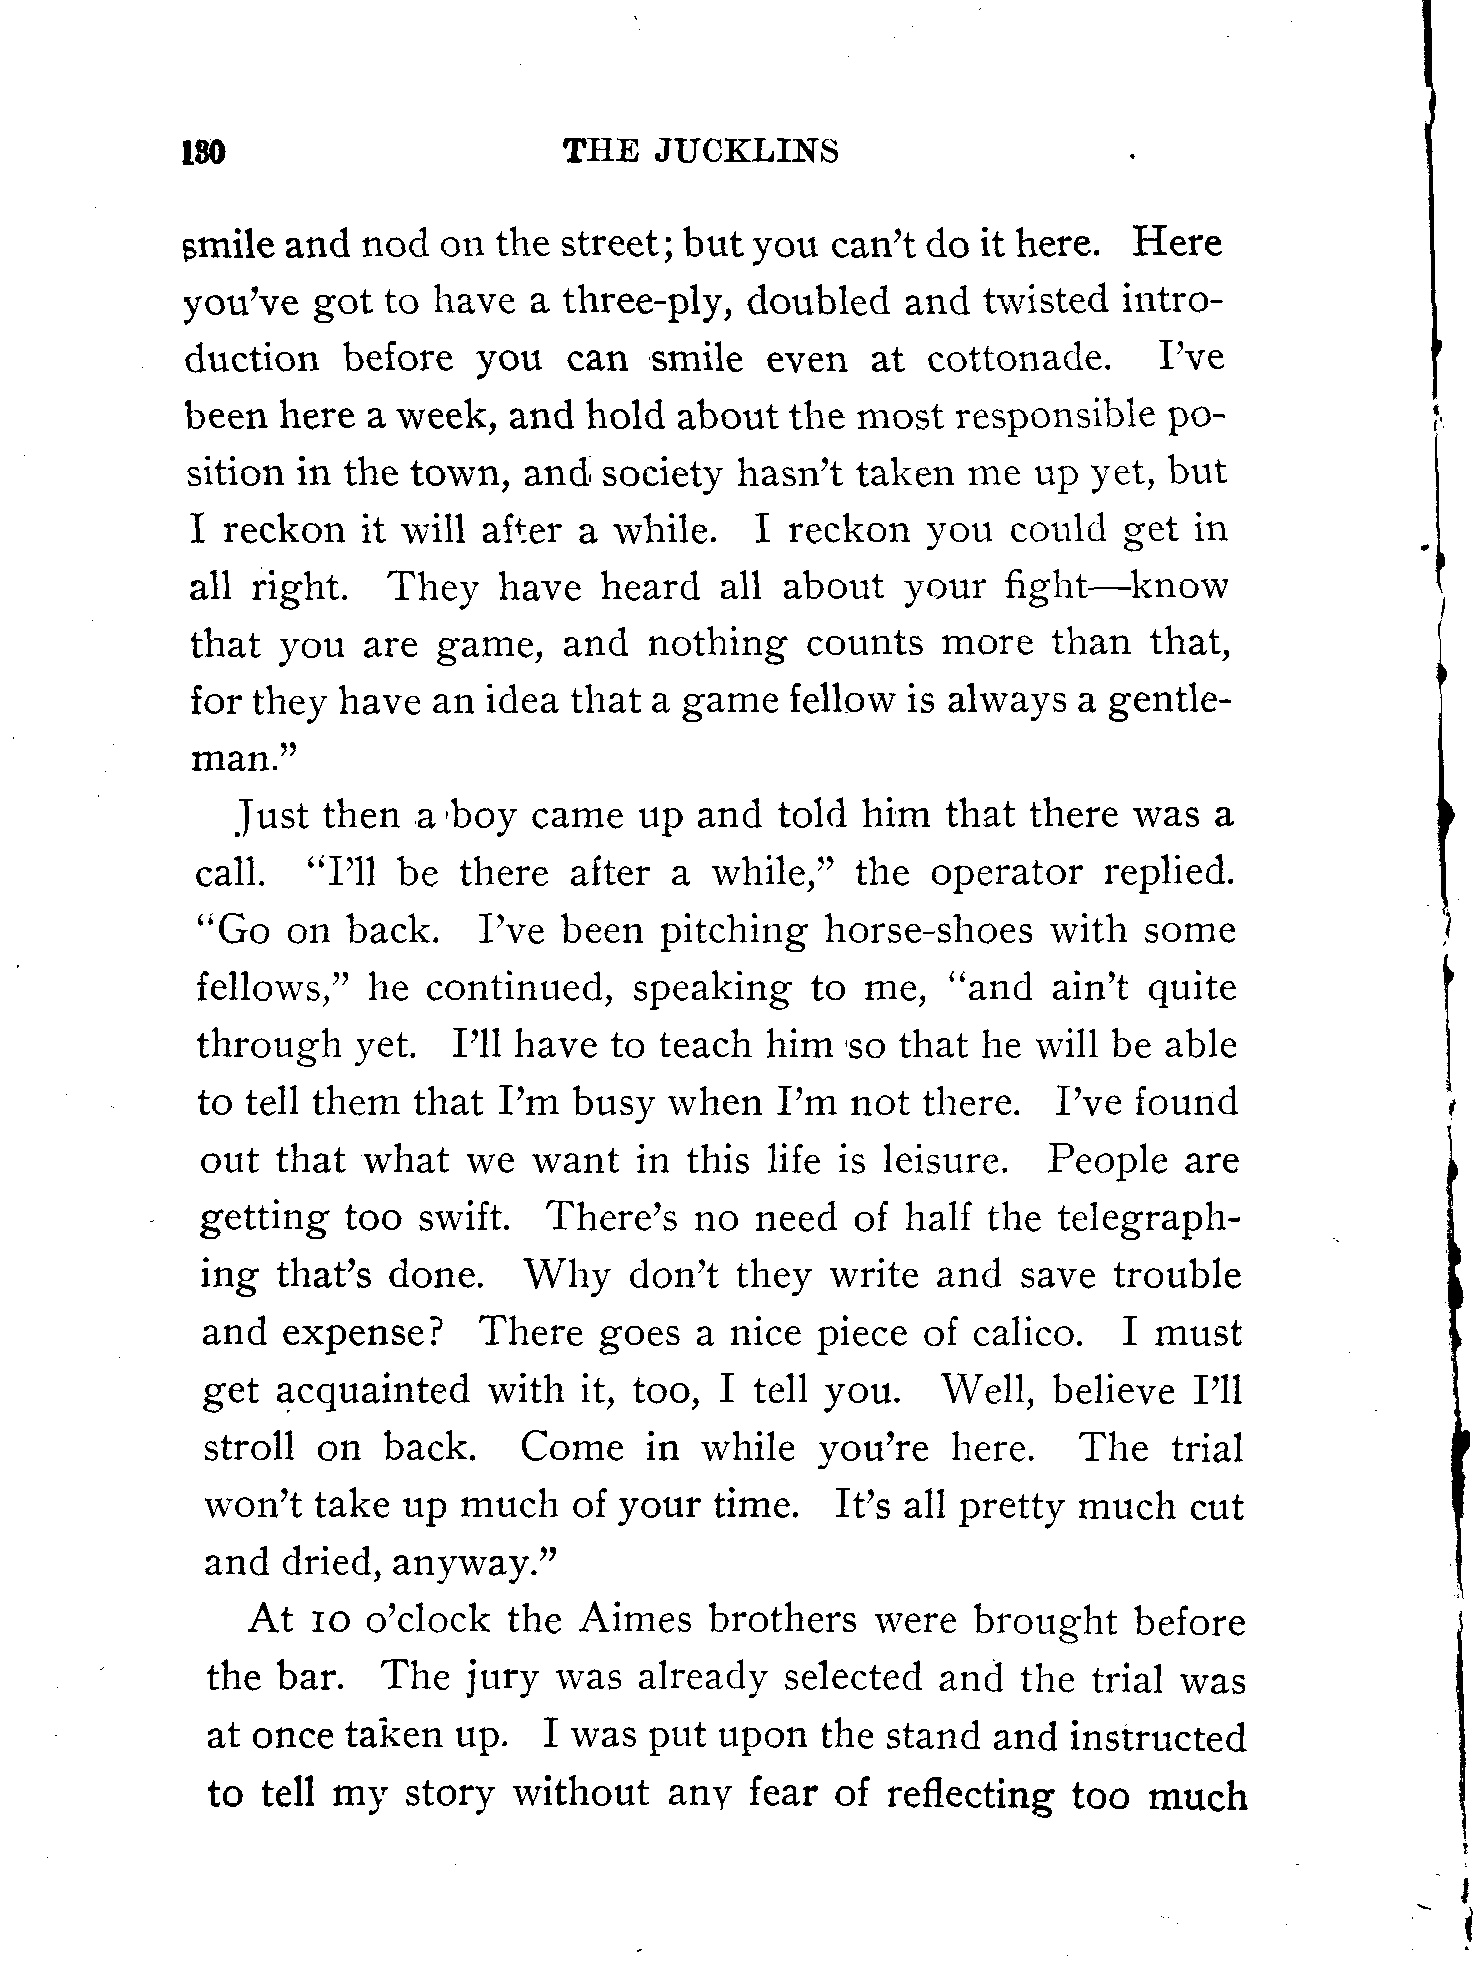 130 THE JUCKLINS
smile and nod on the street; but you can't do it here. Here
you've got to have a three-ply, doubled and twisted intro-
duction before you can smile even at cottonade. I've
been here a week, and hold about the most responsible po-
sition in the town, and society hasn't taken me up yet, but
I reckon it will after a while. I reckon you could get in
all right. They have heard all about your fight—know
that you are game, and nothing counts more than that,
for they have an idea that a game fellow is always a gentle-
man."
Just then a boy came up and told him that there was a
call. "I'll be there after a while," the operator replied.
"Go on back. I've been pitching horse-shoes with some
fellows," he continued, speaking to me, "and ain't quite
through yet. I'll have to teach him so that he will be able
to tell them that I'm busy when I'm not there. I've found
out that what we want in this life is leisure. People are
getting too swift. There's no need of half the telegraph-
ing that's done. Why don't they write and save trouble
and expense? There goes a nice piece of calico. I must
get acquainted with it, too, I tell you. Well, believe I'll
stroll on back. Come in while you're here. The trial
won't take up much of your time. It's all pretty much cut
and dried, anyway."
At 10 o'clock the Aimes brothers were brought before
the bar. The jury was already selected and the trial was
at once taken up. I was put upon the stand and instructed
to tell my story without any fear of reflecting too much